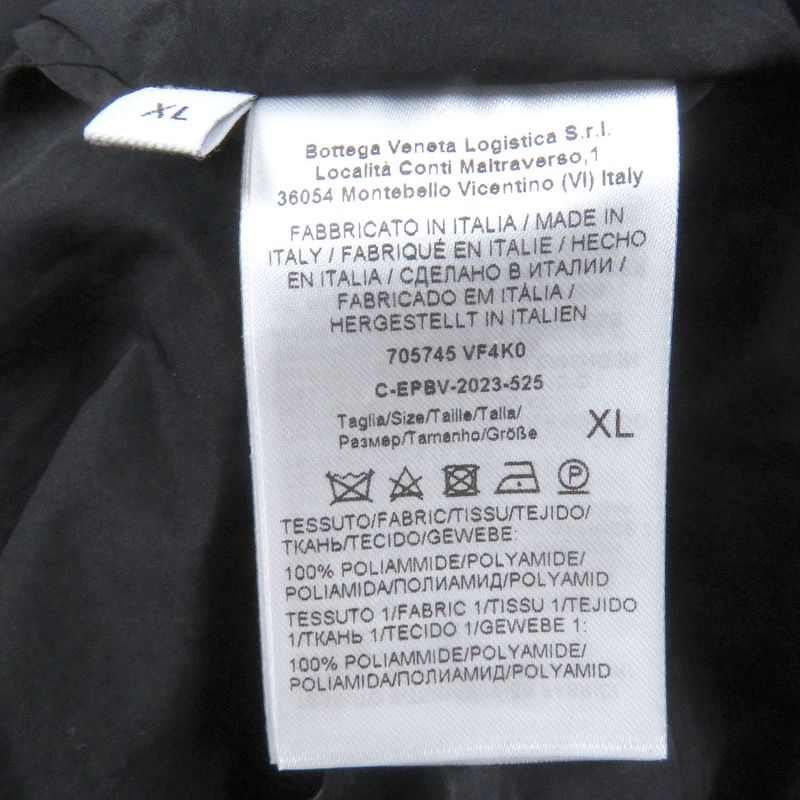 XL
Bottega Veneta Logistica S.r.l.
Località Conti Maltraverso,1
36054 Montebello Vicentino (VI) Italy
FABBRICATO IN ITALIA / MADE IN
ITALY / FABRIQUÉ EN ITALIE / HECHO
EN ITALIA / СДЕЛАНО В ИТАЛИИ /
FABRICADO EM ITÁLIA /
HERGESTELLT IN ITALIEN
705745 VF4K0
C-EPBV-2023-525
Taglia/Size/Taille/Talla/
Размер/Tamanho/Größe
XL
P
TESSUTO/FABRIC/TISSU/TEJIDO/
ТКАНЬ/TECIDO/GEWEBE:
100% POLIAMMIDE/POLYAMIDE/
POLIAMIDA/ПОЛИАМИД/POLYAMID
TESSUTO 1/FABRIC 1/TISSU 1/TEJIDO
1/ТКАНЬ 1/TECIDO 1/GEWEBE 1:
100% POLIAMMIDE/POLYAMIDE/
POLIAMIDA/ПОЛИАМИД/POLYAMID